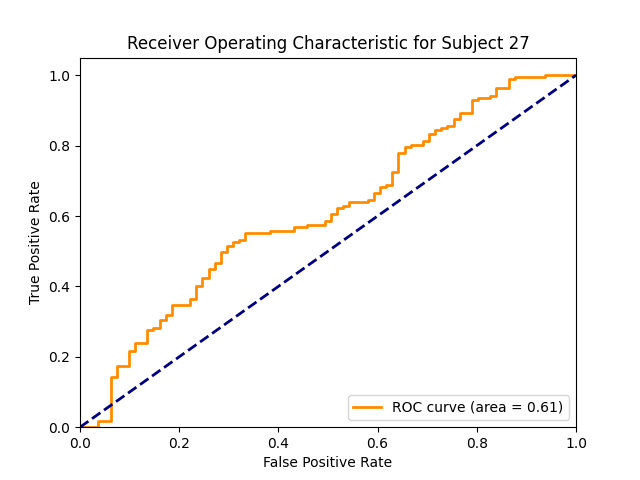 Receiver Operating Characteristic for Subject 27
True Positive Rate
1.0
0.8
0.6
0.4
0.2
0.0
ROC curve (area = 0.61)
0.0 0.2 0.4 0.6 0.8 1.0
False Positive Rate